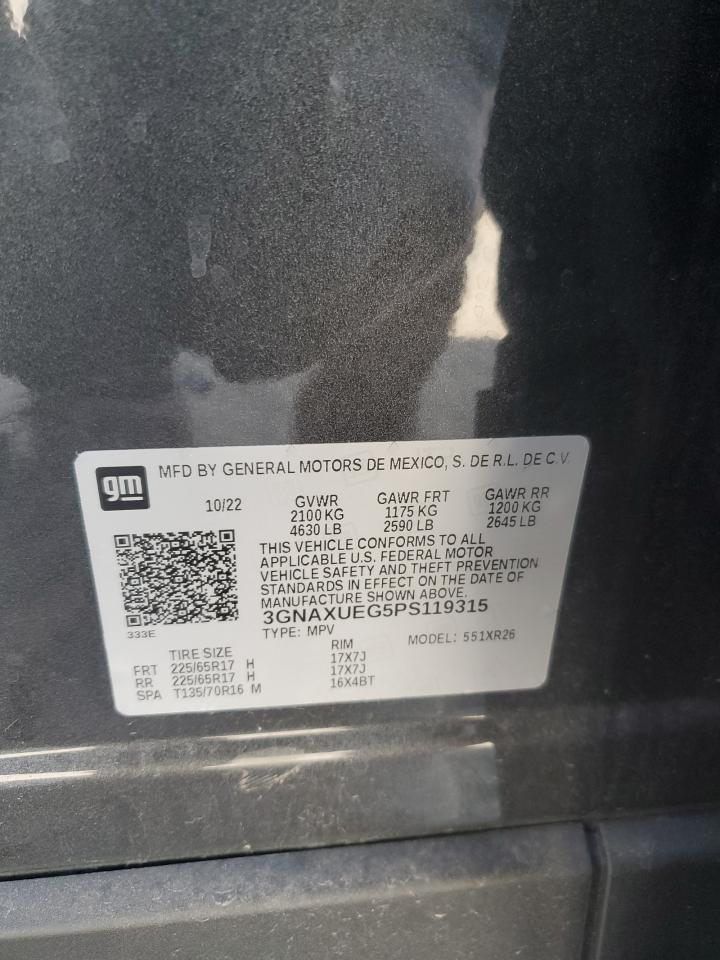 gm
MFD BY GENERAL MOTORS DE MEXICO, S. DE R.L. DE C.V.
10/22 GVWR GAWR FRT GAWR RR
2100 KG 1175 KG 1200 KG
4630 LB 2590 LB 2645 LB
THIS VEHICLE CONFORMS TO ALL
APPLICABLE U.S. FEDERAL MOTOR
VEHICLE SAFETY AND THEFT PREVENTION
STANDARDS IN EFFECT ON THE DATE OF
MANUFACTURE SHOWN ABOVE.
3GNAXUEG5PS119315
333E
TYPE: MPV MODEL: 551XR26
TIRE SIZE RIM
FRT 225/65R17 H 17X7J
RR 225/65R17 H 17X7J
SPA T135/70R16 M 16X4BT